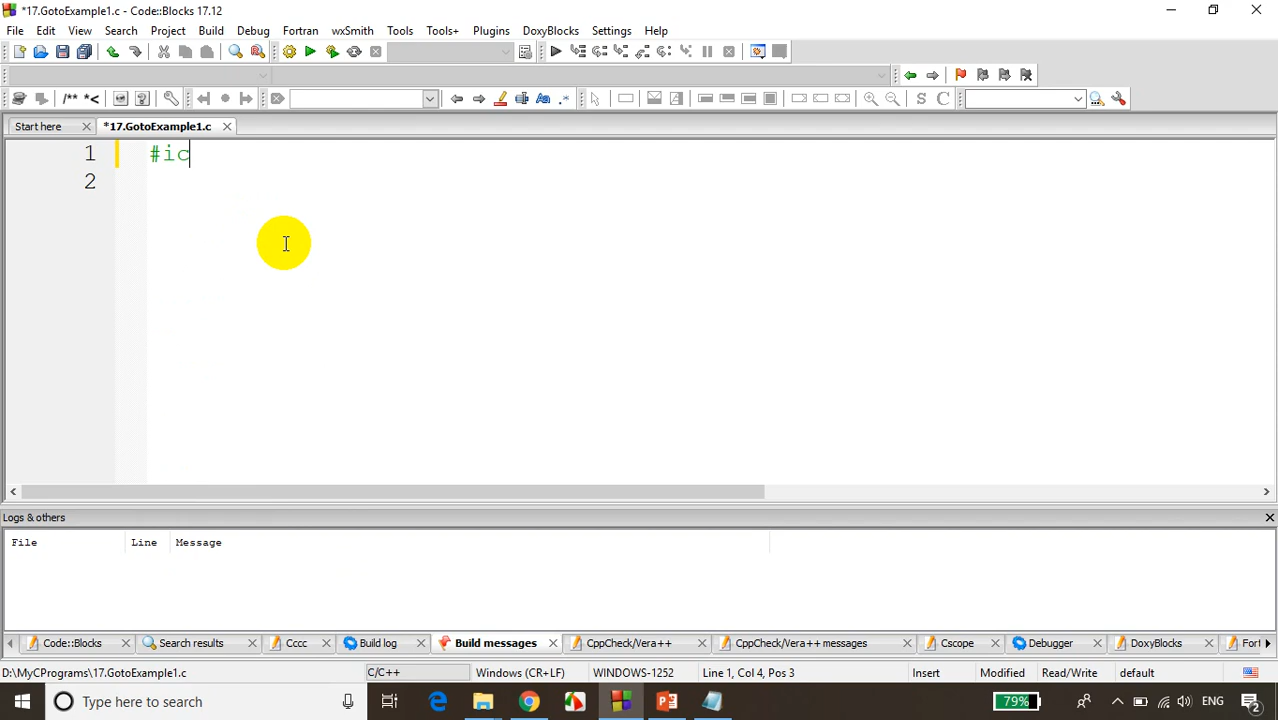 *17.GotoExample1.c - Code::Blocks 17.12
File Edit View Search Project Build Debug Fortran wxSmith Tools Tools+ Plugins DoxyBlocks Settings Help
/** *<
S C
Start here *17.GotoExample1.c
1 #ic
2
Logs & others
File Line Message
Code::Blocks Search results Cccc Build log Build messages CppCheck/Vera++ CppCheck/Vera++ messages Cscope Debugger DoxyBlocks Fort
D:\MyCPrograms\17.GotoExample1.c C/C++ Windows (CR+LF) WINDOWS-1252 Line 1, Col 4, Pos 3 Insert Modified Read/Write default
Type here to search 79% ENG 2